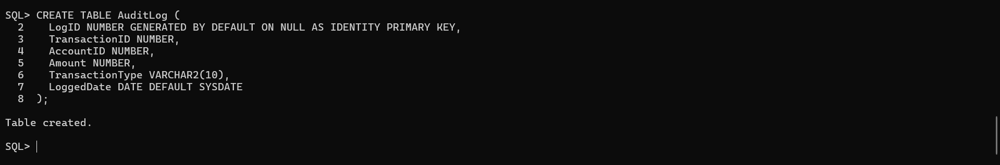 SQL> CREATE TABLE AuditLog (
  2    LogID NUMBER GENERATED BY DEFAULT ON NULL AS IDENTITY PRIMARY KEY,
  3    TransactionID NUMBER,
  4    AccountID NUMBER,
  5    Amount NUMBER,
  6    TransactionType VARCHAR2(10),
  7    LoggedDate DATE DEFAULT SYSDATE
  8  );
Table created.
SQL>